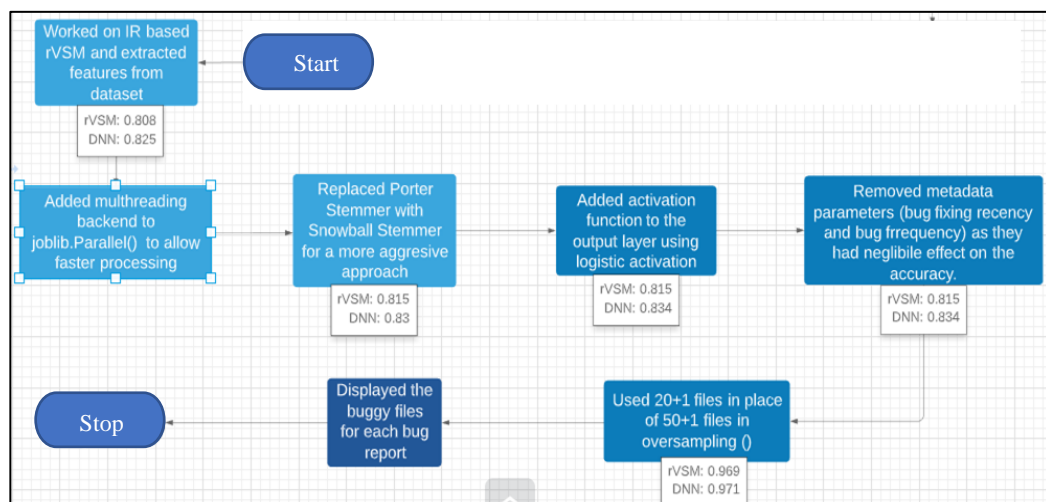 Worked on IR based
rVSM and extracted
features from
dataset
Start
rVSM: 0.808
DNN: 0.825
Added multhreading
backend to
joblib.Parallel() to allow
faster processing
Replaced Porter
Stemmer with
Snowball Stemmer
for a more aggresive
approach
rVSM: 0.815
DNN: 0.83
Added activation
function to the
output layer using
logistic activation
rVSM: 0.815
DNN: 0.834
Removed metadata
parameters (bug fixing recency
and bug frrequency) as they
had neglibile effect on the
accuracy.
rVSM: 0.815
DNN: 0.834
Used 20+1 files in place
of 50+1 files in
oversampling ()
rVSM: 0.969
DNN: 0.971
Displayed the
buggy files
for each bug
report
Stop